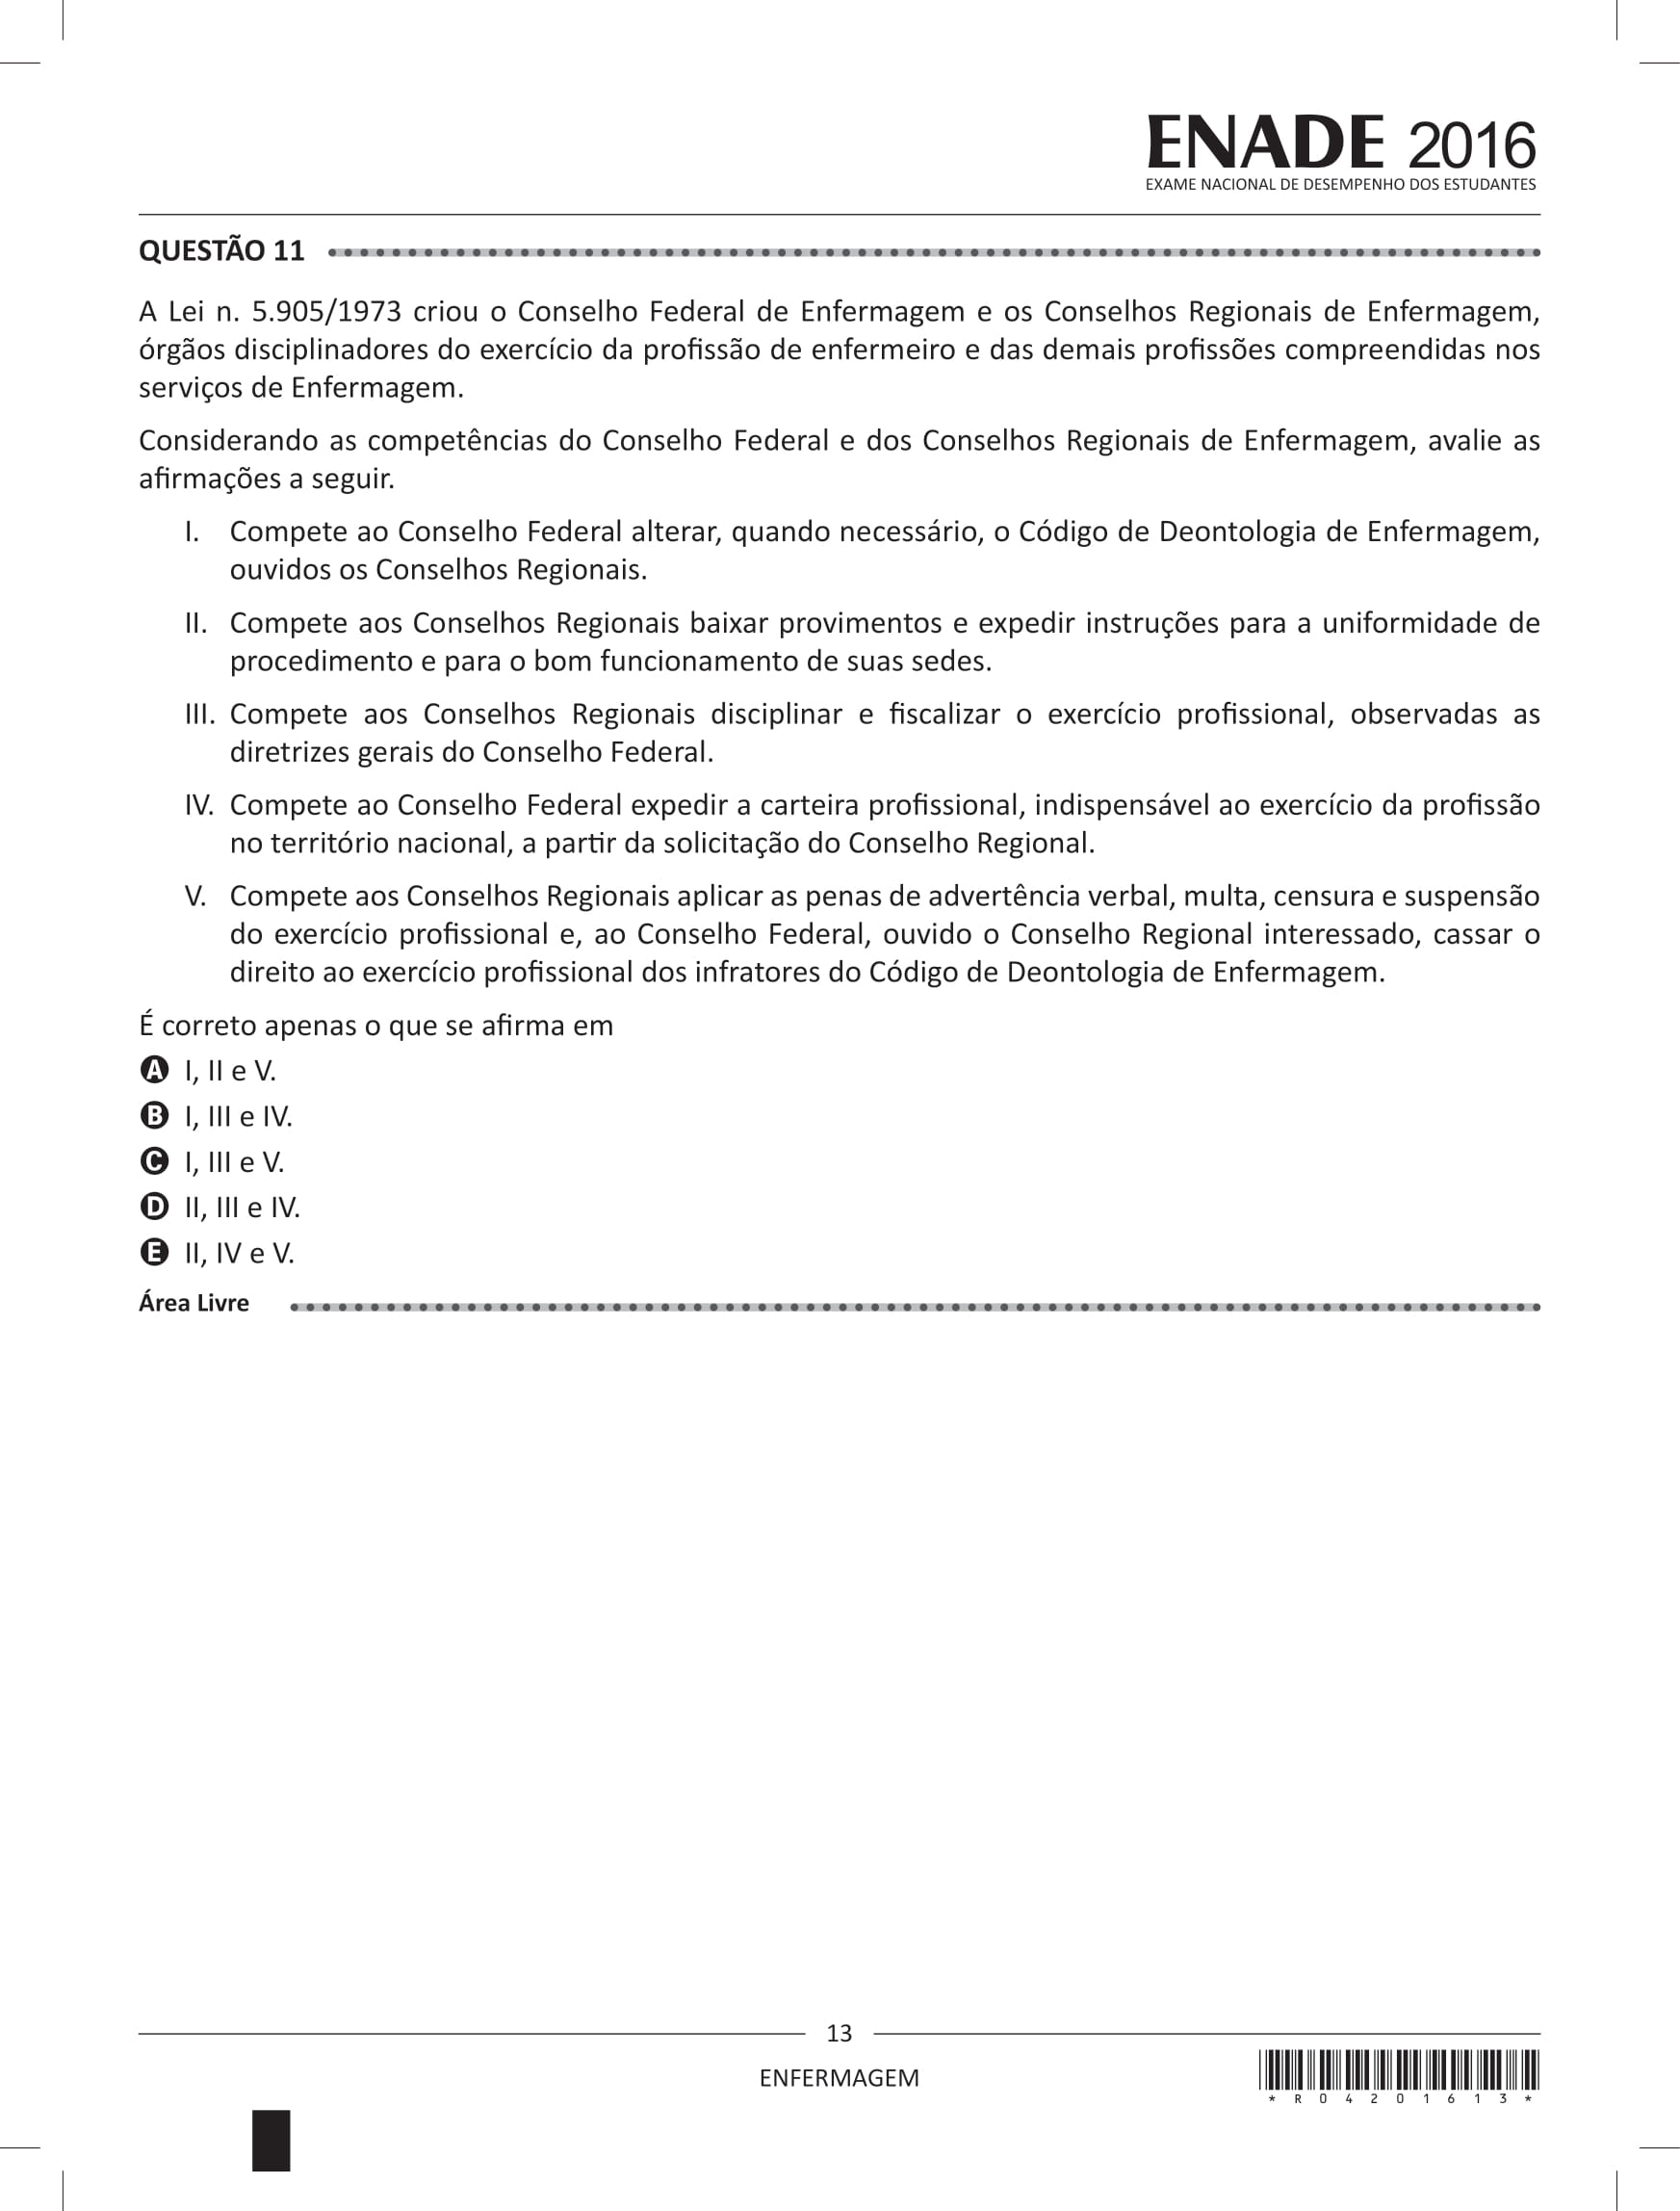 ENADE 2016
EXAME NACIONAL DE DESEMPENHO DOS ESTUDANTES
QUESTÃO 11
A Lei n. 5.905/1973 criou o Conselho Federal de Enfermagem e os Conselhos Regionais de Enfermagem,
órgãos disciplinadores do exercício da profissão de enfermeiro e das demais profissões compreendidas nos
serviços de Enfermagem.
Considerando as competências do Conselho Federal e dos Conselhos Regionais de Enfermagem, avalie as
afirmações a seguir.
I. Compete ao Conselho Federal alterar, quando necessário, o Código de Deontologia de Enfermagem,
ouvidos os Conselhos Regionais.
II. Compete aos Conselhos Regionais baixar provimentos e expedir instruções para a uniformidade de
procedimento e para o bom funcionamento de suas sedes.
III. Compete aos Conselhos Regionais disciplinar e fiscalizar o exercício profissional, observadas as
diretrizes gerais do Conselho Federal.
IV. Compete ao Conselho Federal expedir a carteira profissional, indispensável ao exercício da profissão
no território nacional, a partir da solicitação do Conselho Regional.
V. Compete aos Conselhos Regionais aplicar as penas de advertência verbal, multa, censura e suspensão
do exercício profissional e, ao Conselho Federal, ouvido o Conselho Regional interessado, cassar o
direito ao exercício profissional dos infratores do Código de Deontologia de Enfermagem.
É correto apenas o que se afirma em
A I, II e V.
B I, III e IV.
C I, III e V.
D II, III e IV.
E II, IV e V.
Área Livre
13
ENFERMAGEM
* R 0 4 2 0 1 6 1 3 *